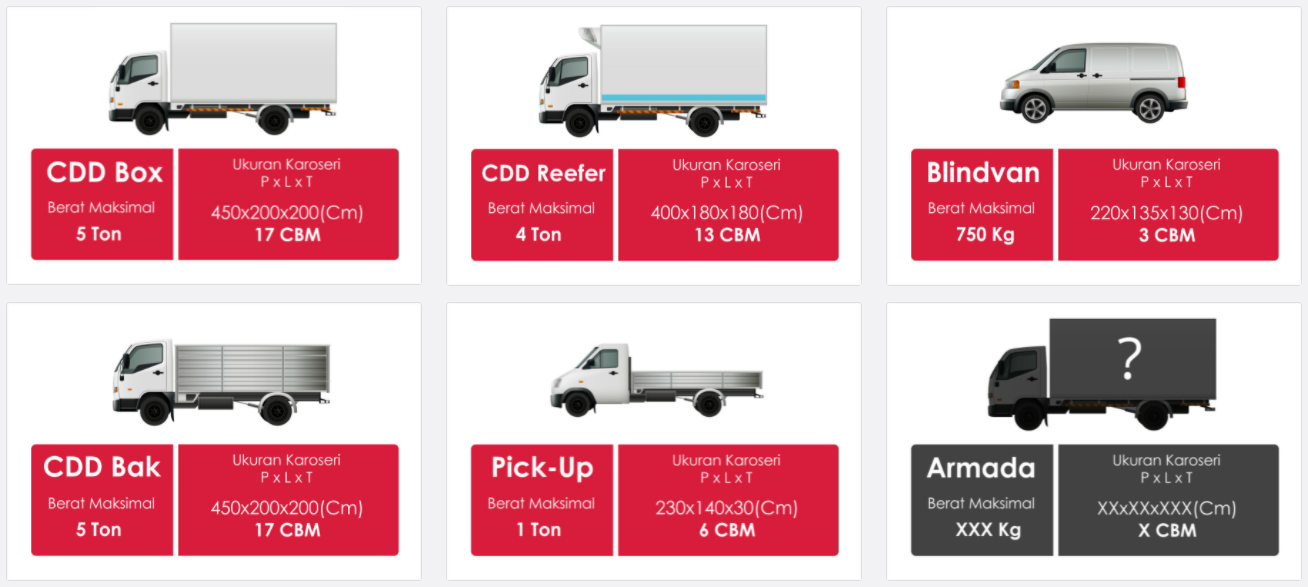 CDD Box
Berat Maksimal
5 Ton
Ukuran Karoseri
P x L x T
450x200x200(Cm)
17 CBM
CDD Reefer
Berat Maksimal
4 Ton
Ukuran Karoseri
P x L x T
400x180x180(Cm)
13 CBM
Blindvan
Berat Maksimal
750 Kg
Ukuran Karoseri
P x L x T
220x135x130(Cm)
3 CBM
CDD Bak
Berat Maksimal
5 Ton
Ukuran Karoseri
P x L x T
450x200x200(Cm)
17 CBM
Pick-Up
Berat Maksimal
1 Ton
Ukuran Karoseri
P x L x T
230x140x30(Cm)
6 CBM
?
Armada
Berat Maksimal
XXX Kg
Ukuran Karoseri
P x L x T
XXxXXxXXX(Cm)
X CBM